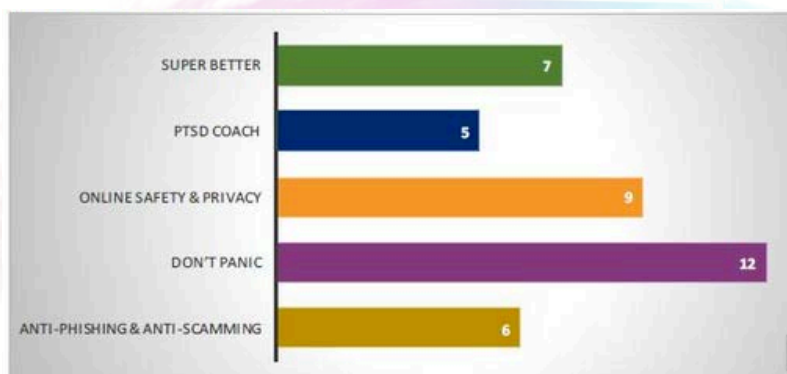 SUPER BETTER 7
PTSD COACH 5
ONLINE SAFETY & PRIVACY 9
DON'T PANIC 12
ANTI-PHISHING & ANTI-SCAMMING 6